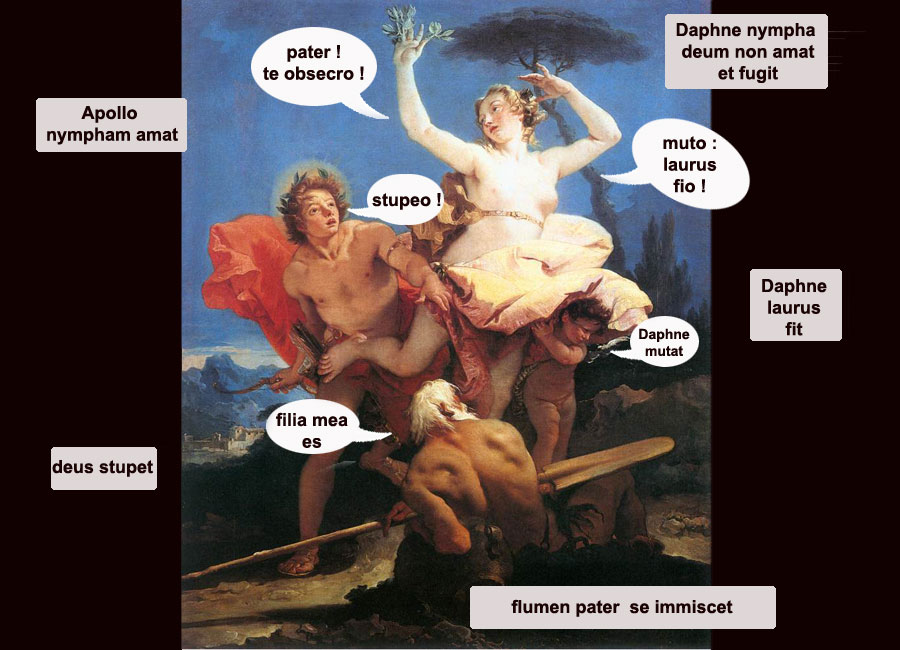 Daphne nympha
deum non amat
et fugit
pater !
te obsecro !
Apollo
nympham amat
muto :
laurus
fio !
stupeo !
Daphne
laurus
fit
Daphne
mutat
filia mea
es
deus stupet
flumen pater se immiscet